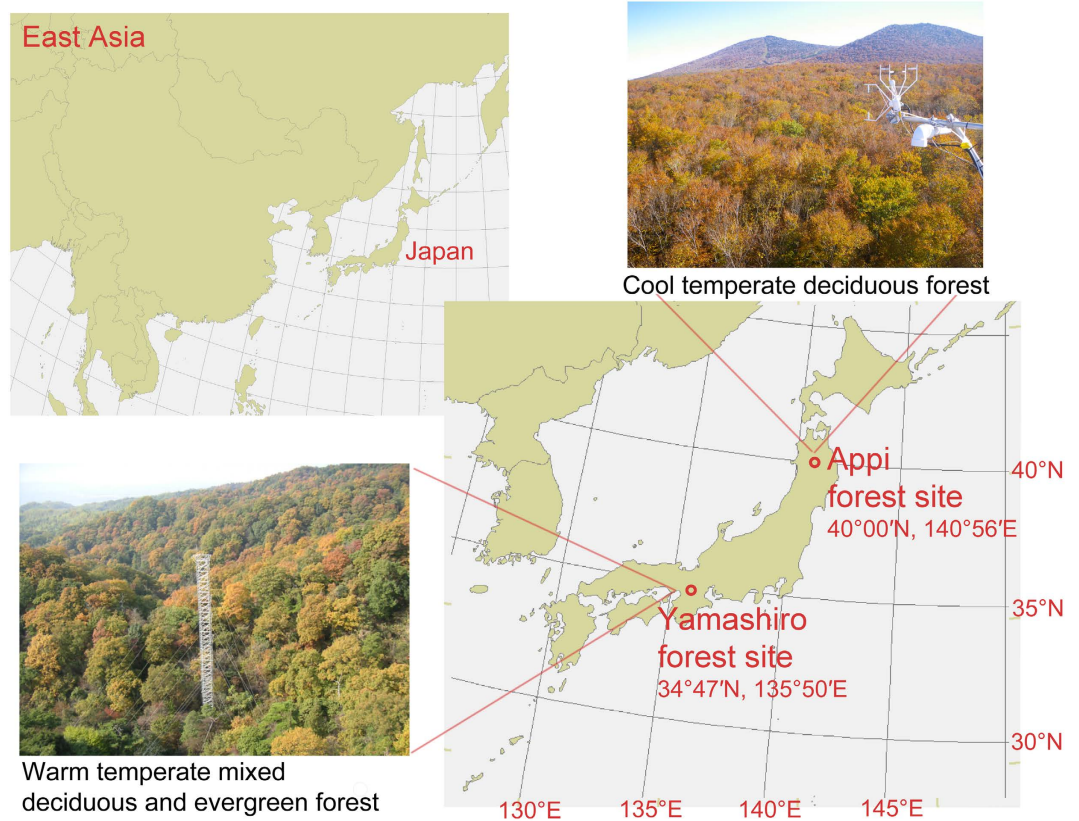 East Asia
Japan
Cool temperate deciduous forest
Appi
forest site
40°00′N, 140°56′E
Yamashiro
forest site
34°47′N, 135°50′E
40°N
35°N
30°N
130°E
135°E
140°E
145°E
Warm temperate mixed
deciduous and evergreen forest